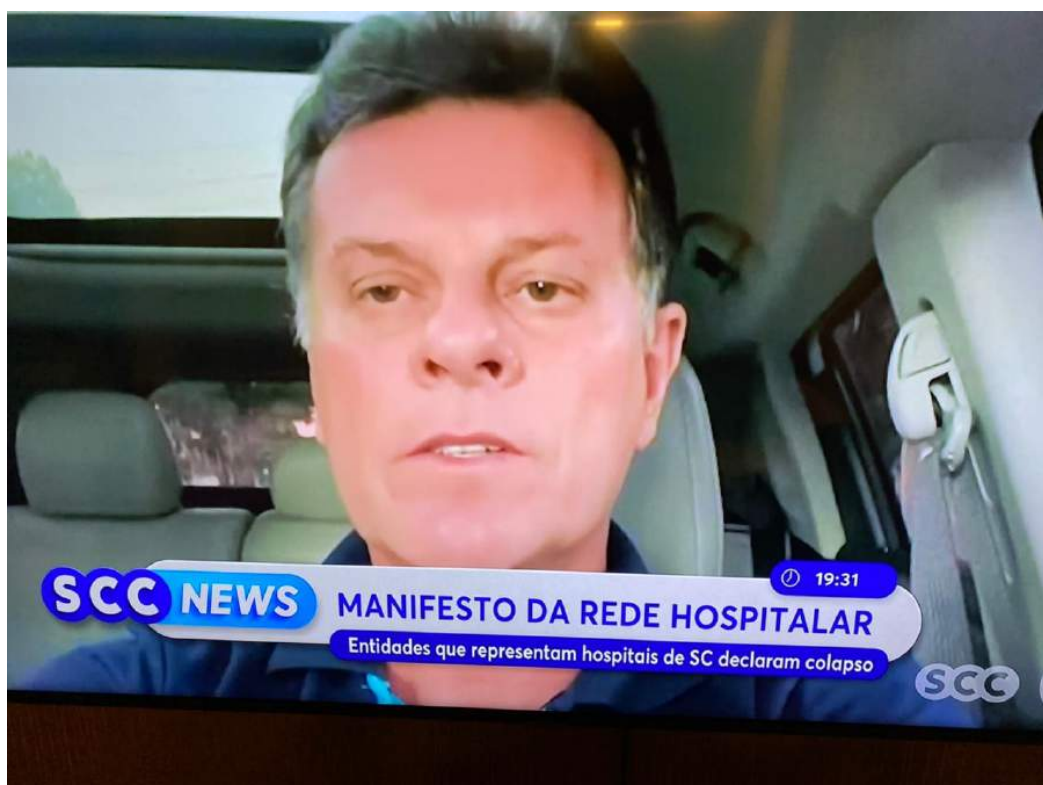 19:31
SCC NEWS
MANIFESTO DA REDE HOSPITALAR
Entidades que representam hospitais de SC declaram colapso
SCC